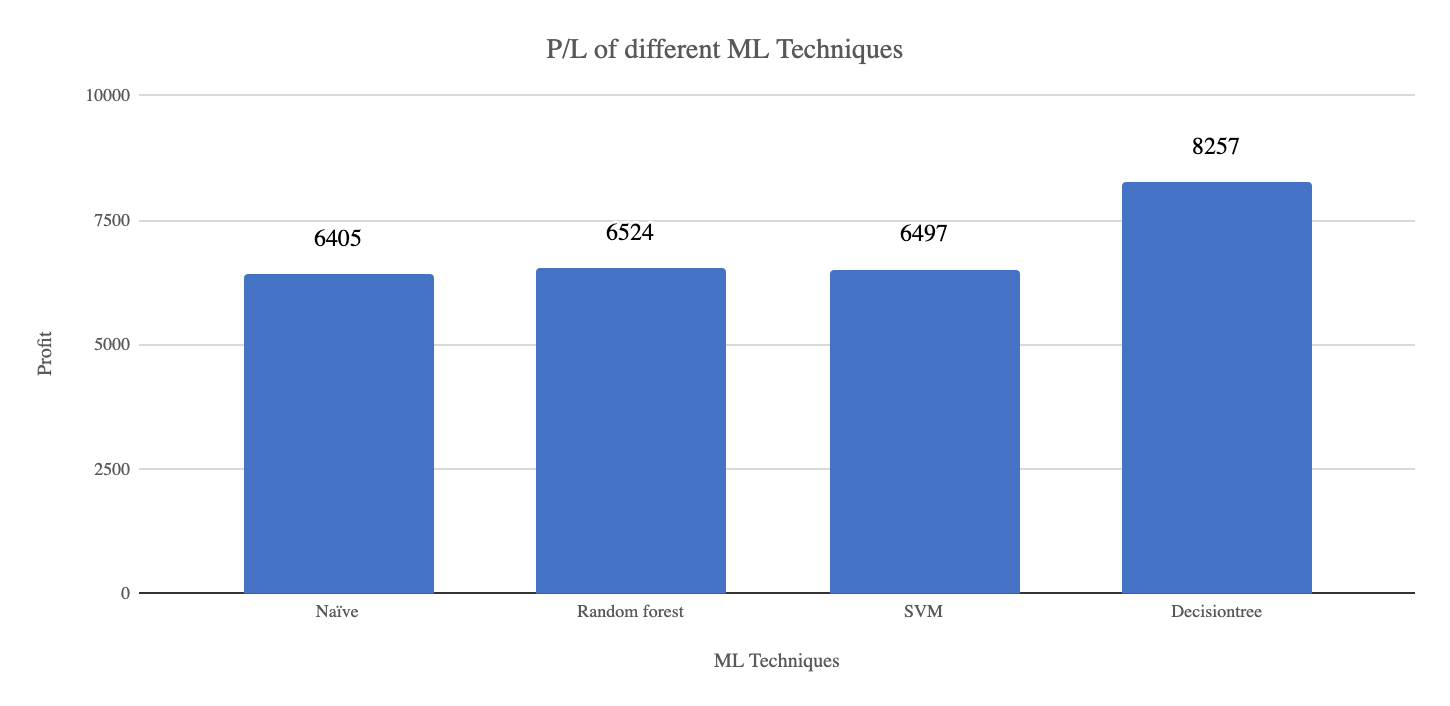 P/L of different ML Techniques
10000
7500
5000
2500
0
Profit
6405
6524
6497
8257
Naïve
Random forest
SVM
Decisiontree
ML Techniques